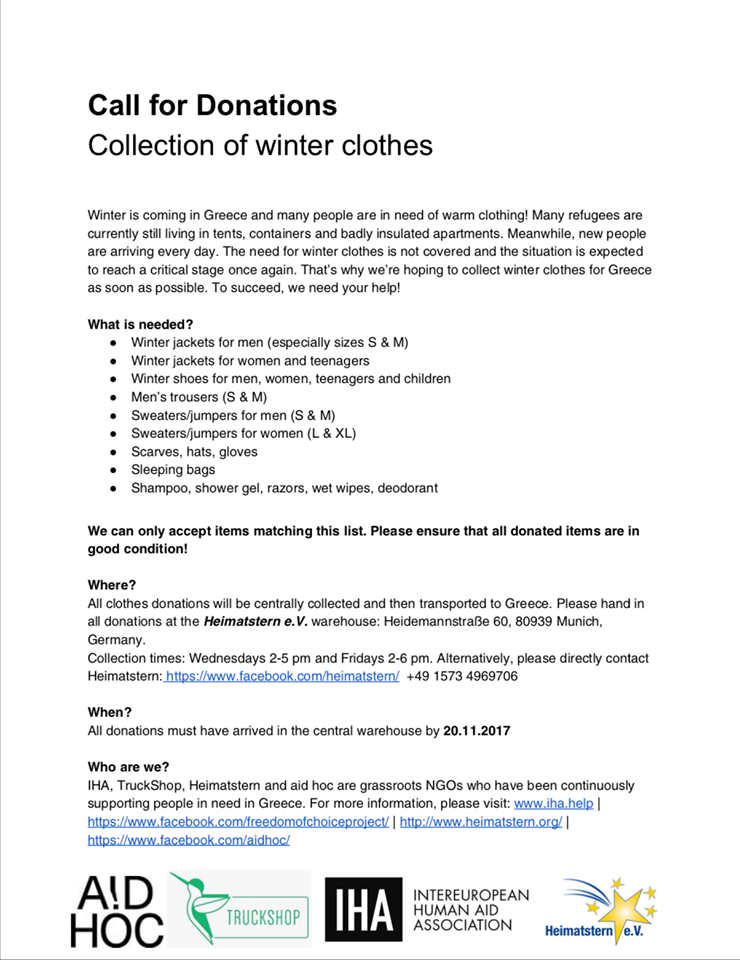 Call for Donations
Collection of winter clothes
Winter is coming in Greece and many people are in need of warm clothing! Many refugees are
currently still living in tents, containers and badly insulated apartments. Meanwhile, new people
are arriving every day. The need for winter clothes is not covered and the situation is expected
to reach a critical stage once again. That's why we're hoping to collect winter clothes for Greece
as soon as possible. To succeed, we need your help!
What is needed?
● Winter jackets for men (especially sizes S & M)
● Winter jackets for women and teenagers
● Winter shoes for men, women, teenagers and children
● Men's trousers (S & M)
● Sweaters/jumpers for men (S & M)
● Sweaters/jumpers for women (L & XL)
● Scarves, hats, gloves
● Sleeping bags
● Shampoo, shower gel, razors, wet wipes, deodorant
We can only accept items matching this list. Please ensure that all donated items are in
good condition!
Where?
All clothes donations will be centrally collected and then transported to Greece. Please hand in
all donations at the Heimatstern e.V. warehouse: Heidemannstraße 60, 80939 Munich,
Germany.
Collection times: Wednesdays 2-5 pm and Fridays 2-6 pm. Alternatively, please directly contact
Heimatstern: https://www.facebook.com/heimatstern/ +49 1573 4969706
When?
All donations must have arrived in the central warehouse by 20.11.2017
Who are we?
IHA, TruckShop, Heimatstern and aid hoc are grassroots NGOs who have been continuously
supporting people in need in Greece. For more information, please visit: www.iha.help |
https://www.facebook.com/freedomofchoiceproject/ | http://www.heimatstern.org/ |
https://www.facebook.com/aidhoc/
A!D
HOC
TRUCKSHOP
IHA
INTEREUROPEAN
HUMAN AID
ASSOCIATION
Heimatstern e.V.